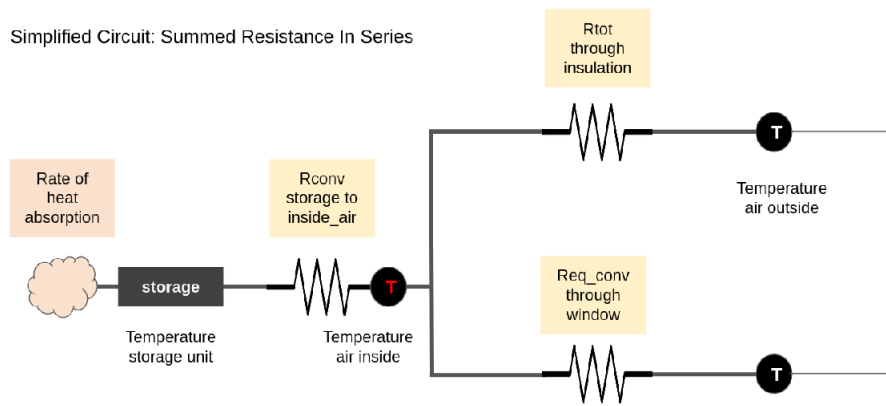 Simplified Circuit: Summed Resistance In Series
Rtot
through
insulation
T
Temperature
air outside
Rate of
heat
absorption
Rconv
storage to
inside_air
storage
T
Temperature
storage unit
Temperature
air inside
Req_conv
through
window
T